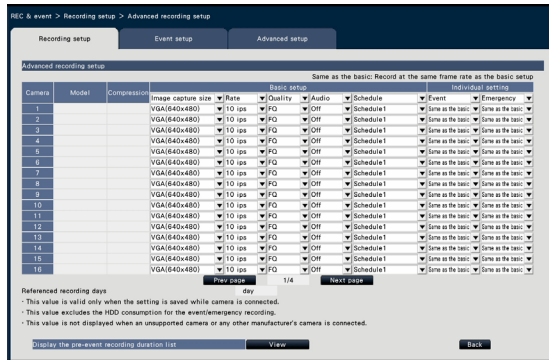 REC & event > Recording setup > Advanced recording setup
Recording setup Event setup Advanced setup
Advanced recording setup
Same as the basic: Record at the same frame rate as the basic setup
Camera Model Compression Basic setup Individual setting
Image capture size Rate Quality Audio Schedule Event Emergency
1 VGA(640x480) 10 ips FQ Off Schedule1 Same as the basic Same as the basic
2 VGA(640x480) 10 ips FQ Off Schedule1 Same as the basic Same as the basic
3 VGA(640x480) 10 ips FQ Off Schedule1 Same as the basic Same as the basic
4 VGA(640x480) 10 ips FQ Off Schedule1 Same as the basic Same as the basic
5 VGA(640x480) 10 ips FQ Off Schedule1 Same as the basic Same as the basic
6 VGA(640x480) 10 ips FQ Off Schedule1 Same as the basic Same as the basic
7 VGA(640x480) 10 ips FQ Off Schedule1 Same as the basic Same as the basic
8 VGA(640x480) 10 ips FQ Off Schedule1 Same as the basic Same as the basic
9 VGA(640x480) 10 ips FQ Off Schedule1 Same as the basic Same as the basic
10 VGA(640x480) 10 ips FQ Off Schedule1 Same as the basic Same as the basic
11 VGA(640x480) 10 ips FQ Off Schedule1 Same as the basic Same as the basic
12 VGA(640x480) 10 ips FQ Off Schedule1 Same as the basic Same as the basic
13 VGA(640x480) 10 ips FQ Off Schedule1 Same as the basic Same as the basic
14 VGA(640x480) 10 ips FQ Off Schedule1 Same as the basic Same as the basic
15 VGA(640x480) 10 ips FQ Off Schedule1 Same as the basic Same as the basic
16 VGA(640x480) 10 ips FQ Off Schedule1 Same as the basic Same as the basic
Prev page 1/4 Next page
Referenced recording days day
・This value is valid only when the setting is saved while camera is connected.
・This value excludes the HDD consumption for the event/emergency recording.
・This value is not displayed when an unsupported camera or any other manufacturer's camera is connected.
Display the pre-event recording duration list View Back